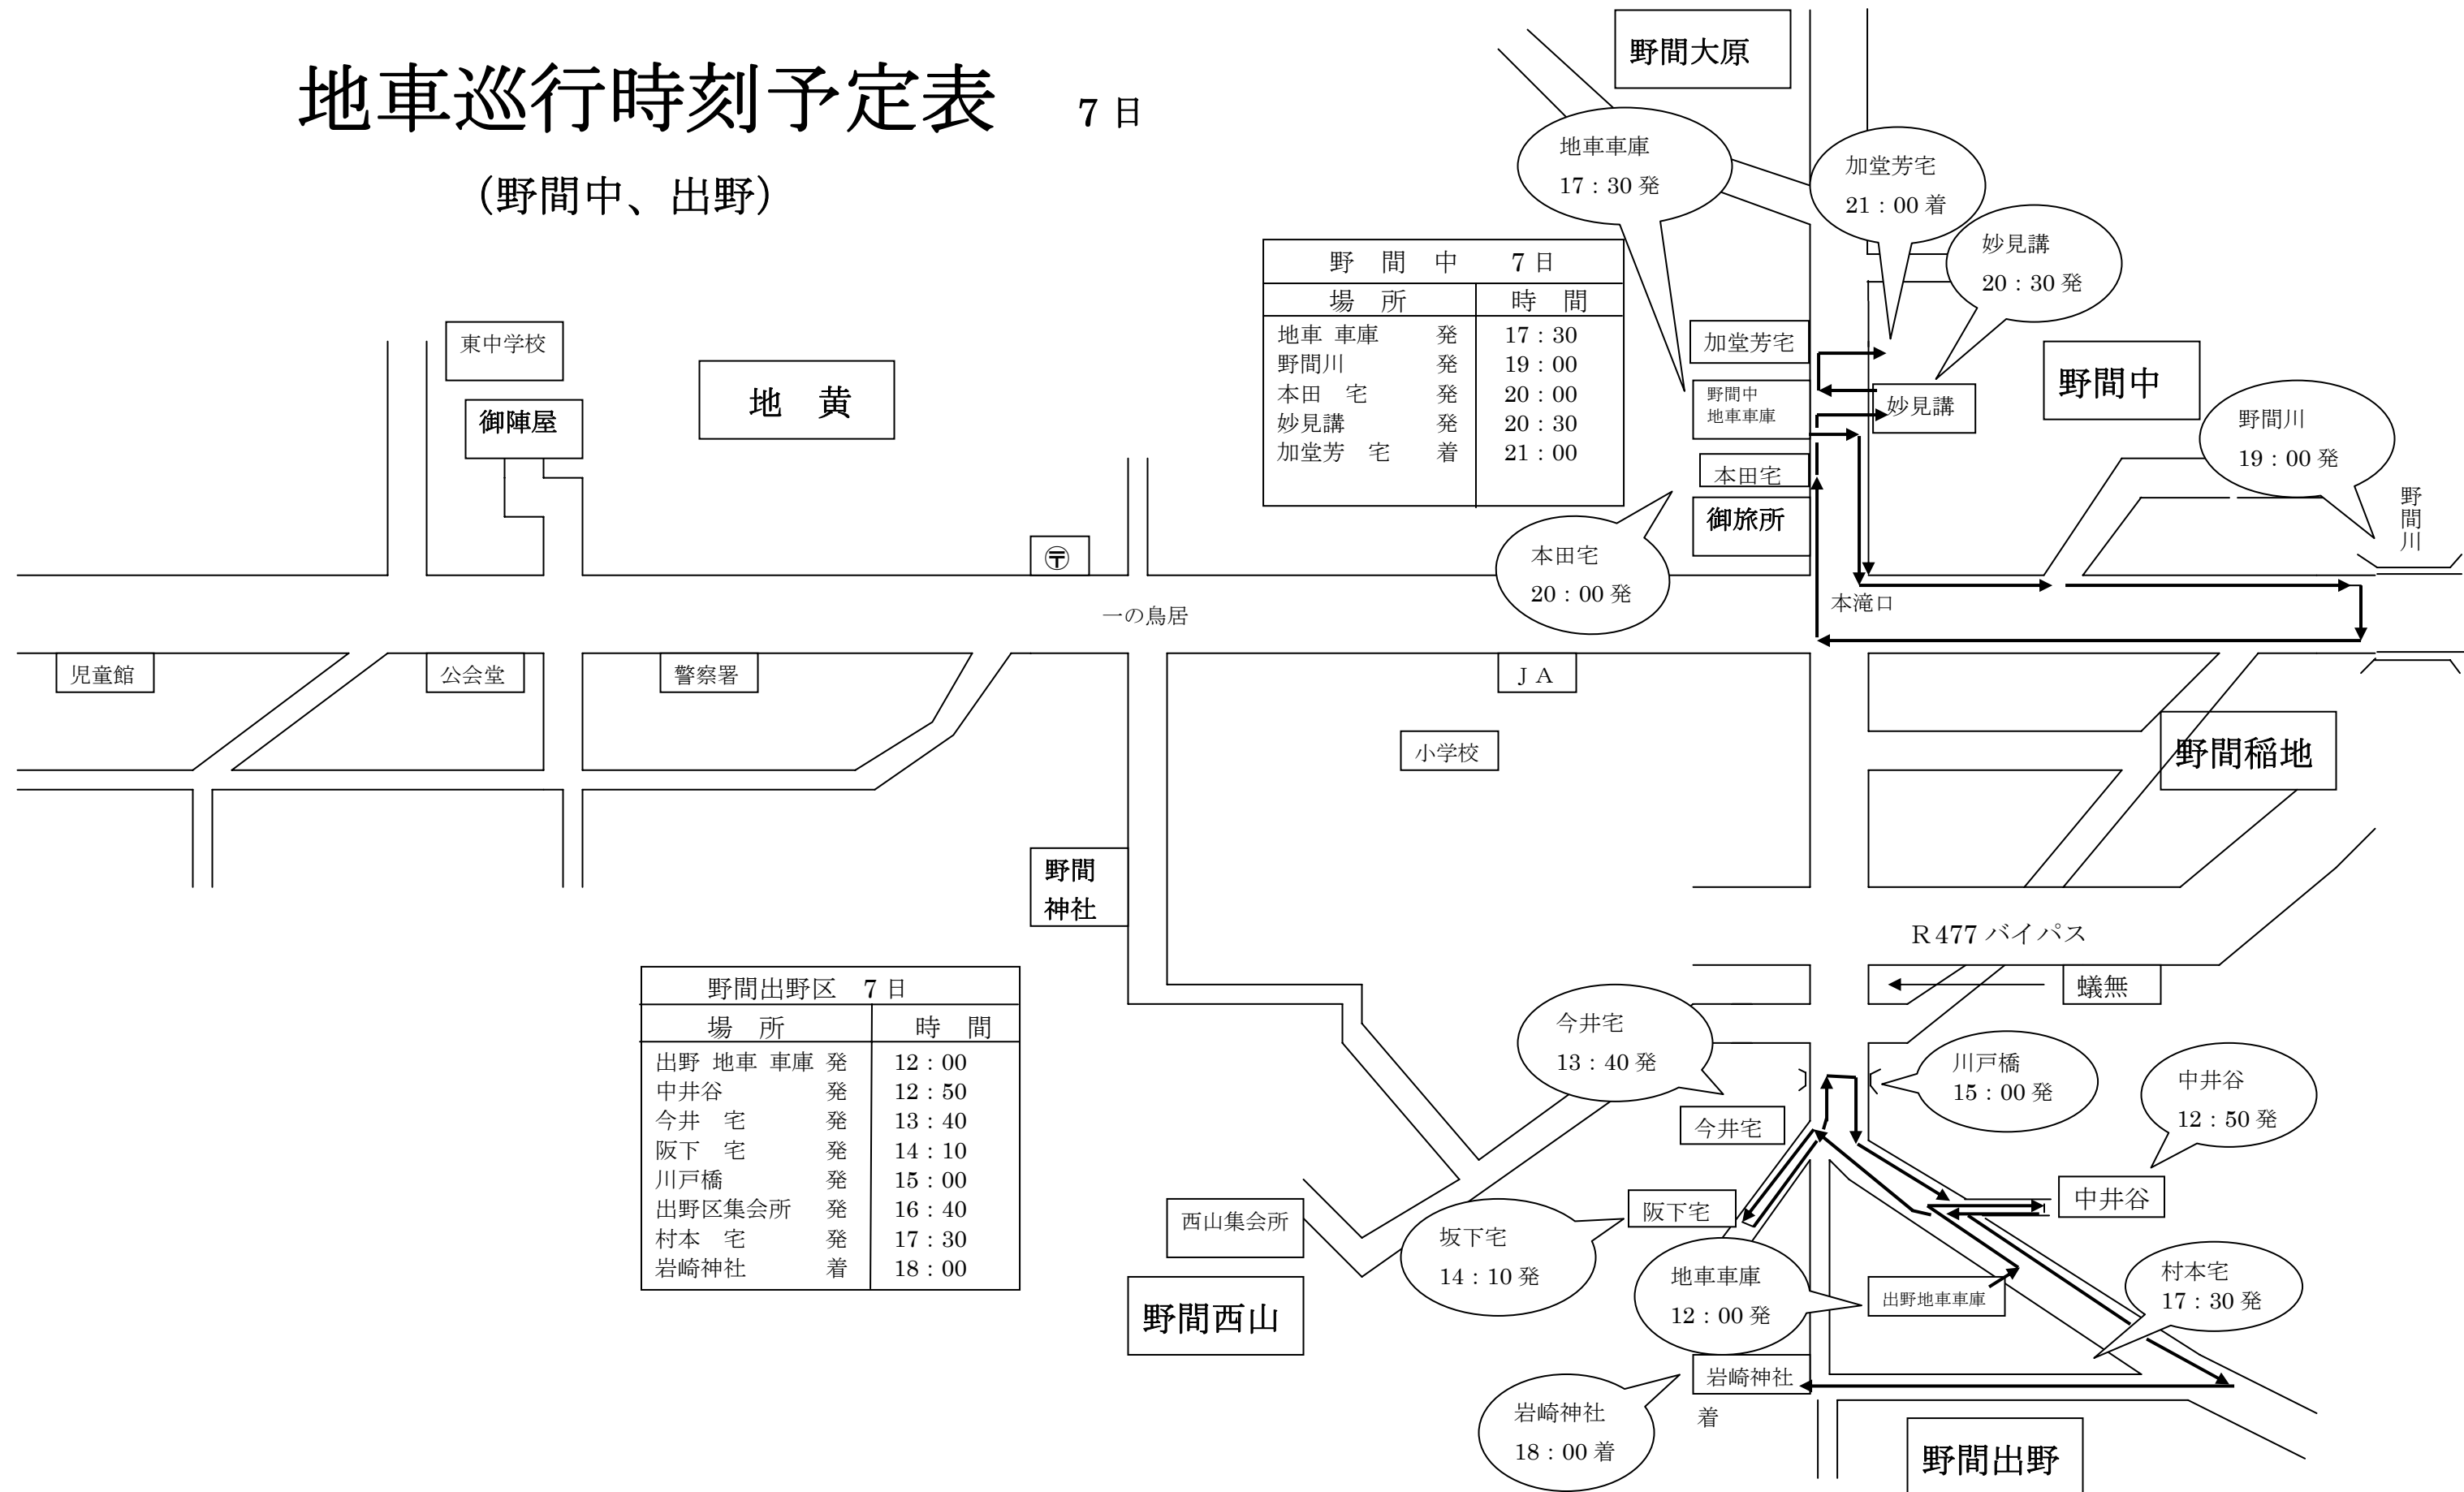 地車巡行時刻予定表　7日
（野間中、出野）
野間大原
地車車庫
17：30発
加堂芳宅
21：00着
妙見講
20：30発
野　間　中　　7日
場　所　時　間
地車 車庫　発　17：30
野間川　発　19：00
本田　宅　発　20：00
妙見講　発　20：30
加堂芳　宅　着　21：00
東中学校
御陣屋
地　黄
加堂芳宅
野間中
地車車庫
妙見講
本田宅
御旅所
野間中
野間川
19：00発
野間川
本田宅
20：00発
〒
一の鳥居
本滝口
児童館
公会堂
警察署
ＪＡ
小学校
野間稲地
野間
神社
Ｒ477バイパス
蟻無
野間出野区　7日
場　所　時　間
出野 地車 車庫 発　12：00
中井谷　発　12：50
今井　宅　発　13：40
阪下　宅　発　14：10
川戸橋　発　15：00
出野区集会所　発　16：40
村本　宅　発　17：30
岩崎神社　着　18：00
今井宅
13：40発
川戸橋
15：00発
中井谷
12：50発
今井宅
中井谷
阪下宅
西山集会所
坂下宅
14：10発
地車車庫
12：00発
出野地車車庫
村本宅
17：30発
野間西山
岩崎神社
着
岩崎神社
18：00着
野間出野